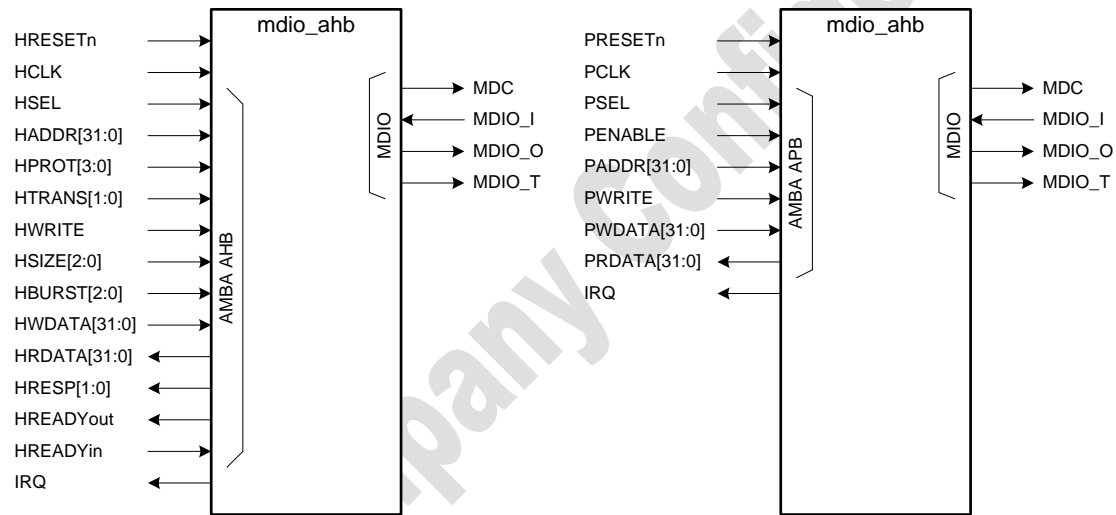 mdio_ahb
HRESETn
HCLK
HSEL
HADDR[31:0]
HPROT[3:0]
HTRANS[1:0]
HWRITE
HSIZE[2:0]
HBURST[2:0]
HWDATA[31:0]
HRDATA[31:0]
HRESP[1:0]
HREADYout
HREADYin
IRQ
AMBA AHB
MDIO
MDC
MDIO_I
MDIO_O
MDIO_T
mdio_ahb
PRESETn
PCLK
PSEL
PENABLE
PADDR[31:0]
PWRITE
PWDATA[31:0]
PRDATA[31:0]
IRQ
AMBA APB
MDIO
MDC
MDIO_I
MDIO_O
MDIO_T